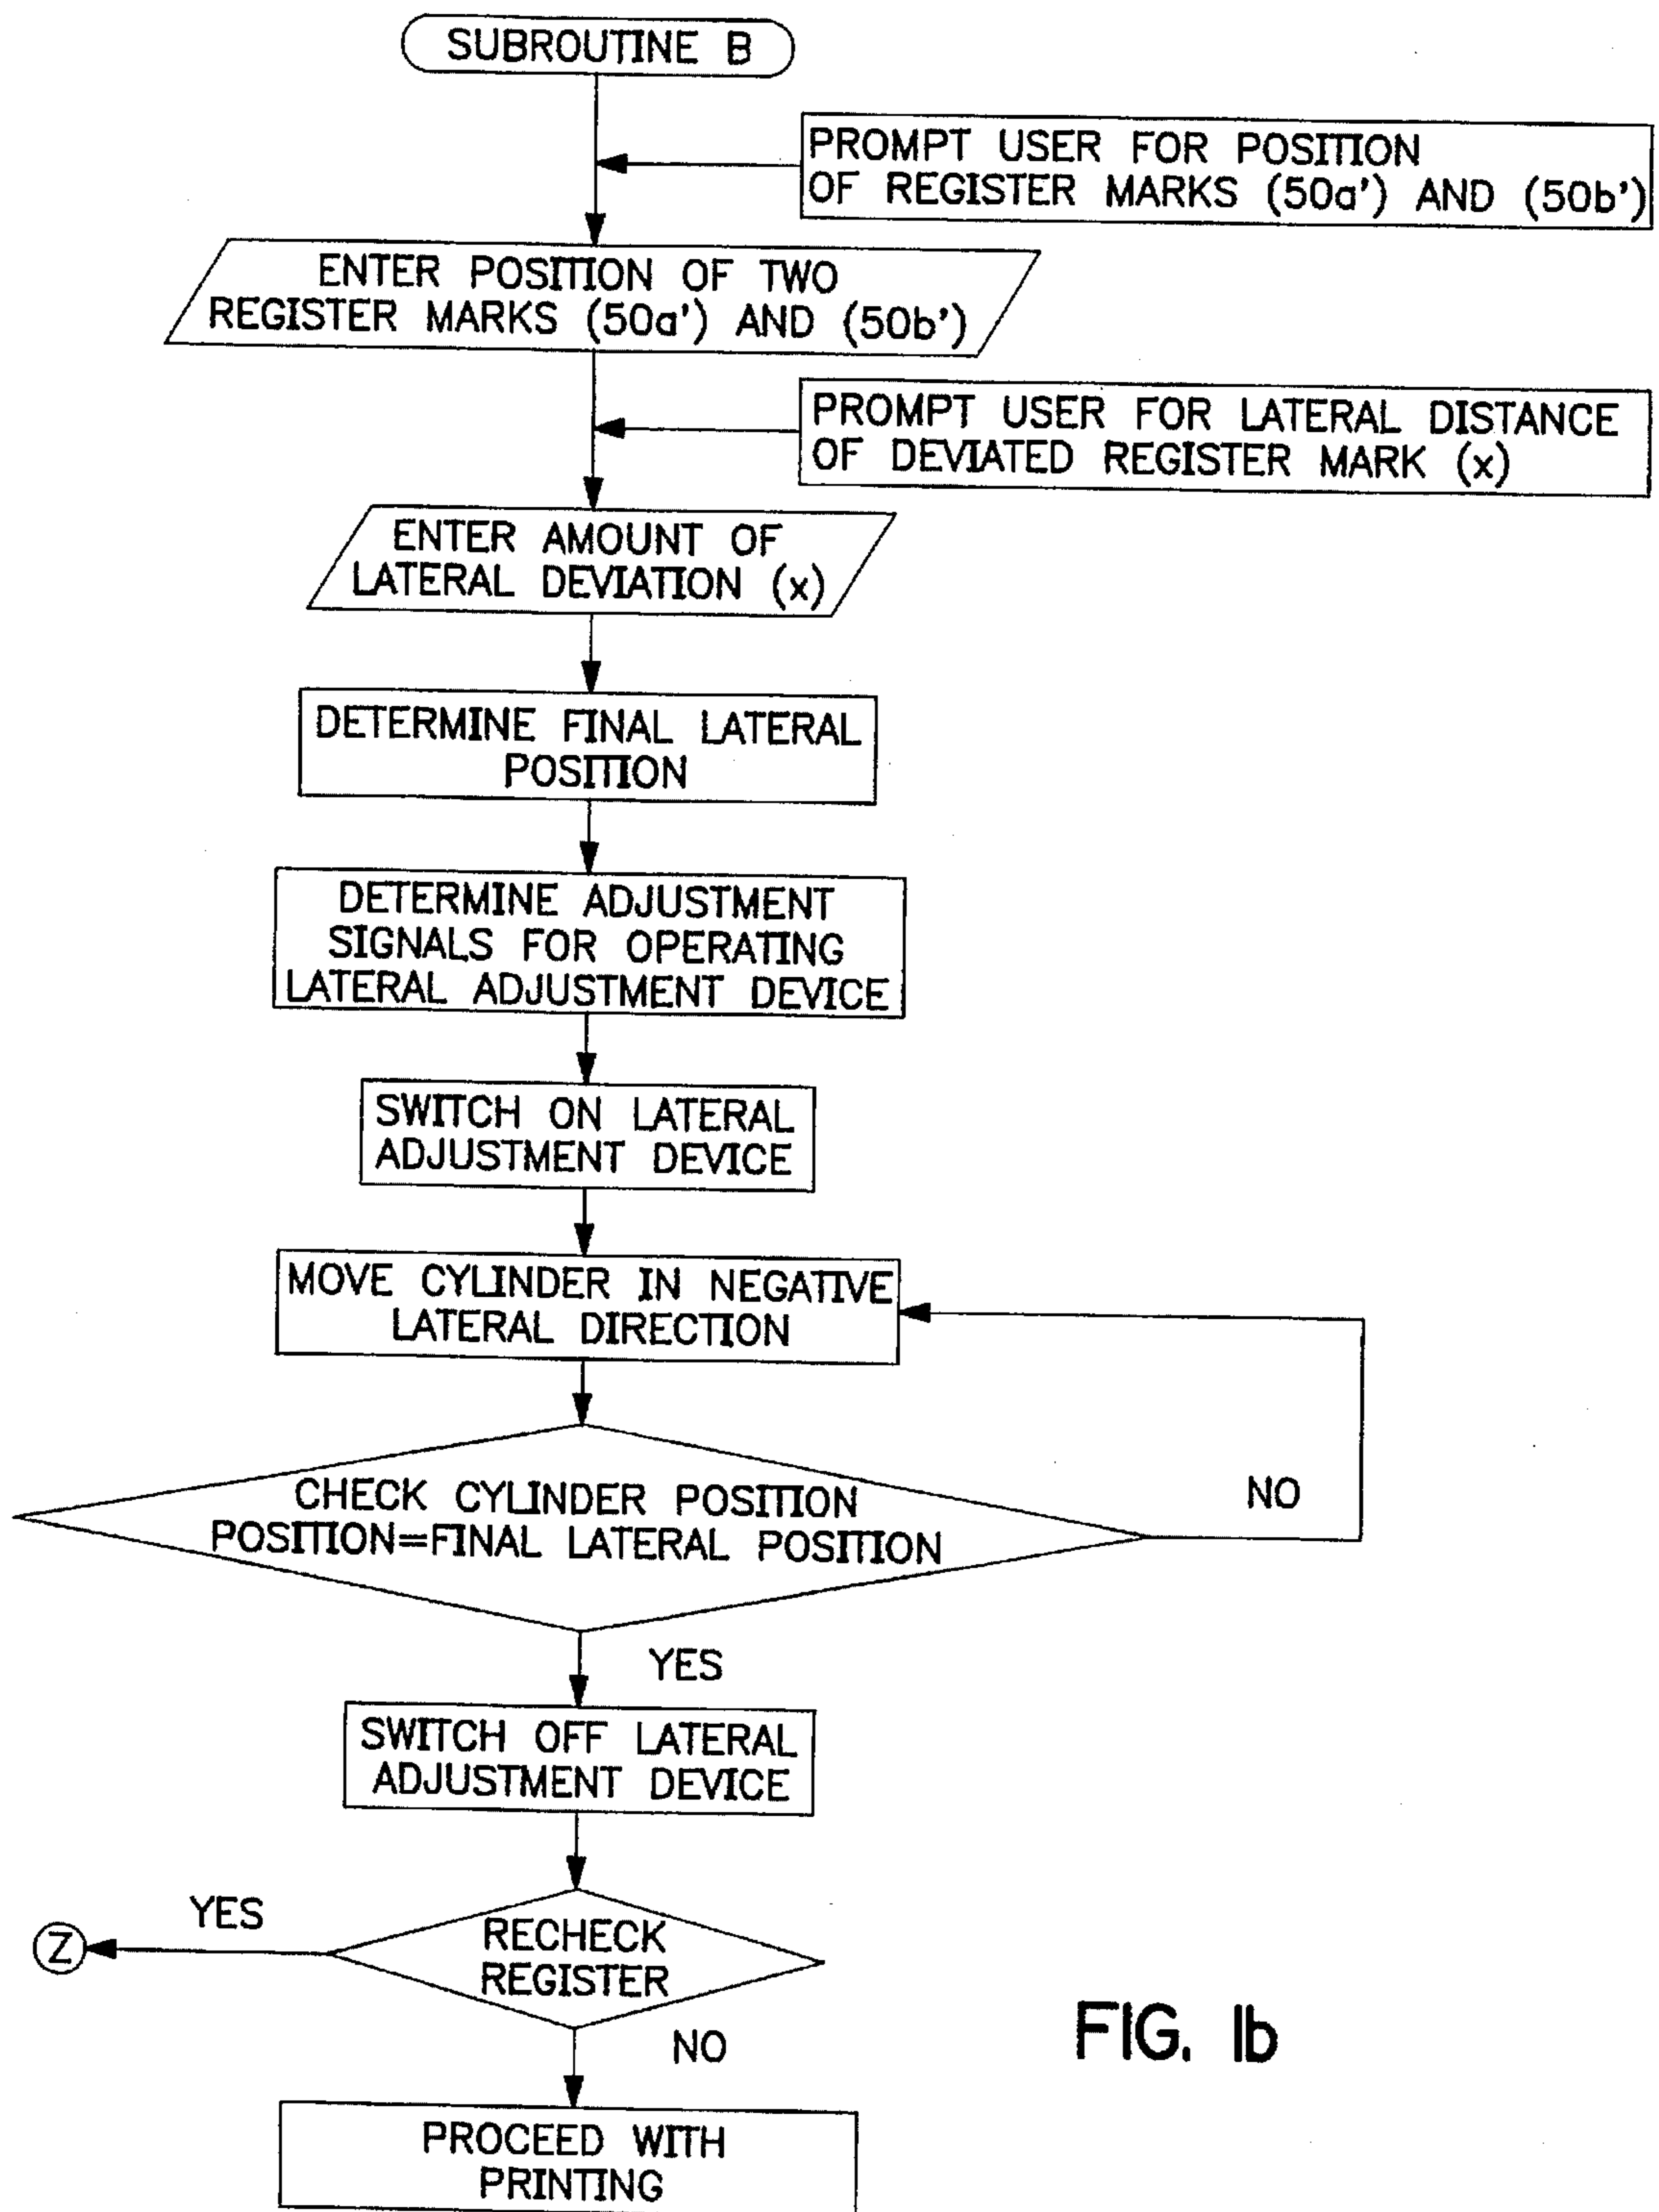 SUBROUTINE B
PROMPT USER FOR POSITION
OF REGISTER MARKS (50a') AND (50b')
ENTER POSITION OF TWO
REGISTER MARKS (50a') AND (50b')
PROMPT USER FOR LATERAL DISTANCE
OF DEVIATED REGISTER MARK (x)
ENTER AMOUNT OF
LATERAL DEVIATION (x)
DETERMINE FINAL LATERAL
POSITION
DETERMINE ADJUSTMENT
SIGNALS FOR OPERATING
LATERAL ADJUSTMENT DEVICE
SWITCH ON LATERAL
ADJUSTMENT DEVICE
MOVE CYLINDER IN NEGATIVE
LATERAL DIRECTION
CHECK CYLINDER POSITION
POSITION=FINAL LATERAL POSITION
NO
YES
SWITCH OFF LATERAL
ADJUSTMENT DEVICE
YES
Z
RECHECK
REGISTER
NO
PROCEED WITH
PRINTING
FIG. 1b